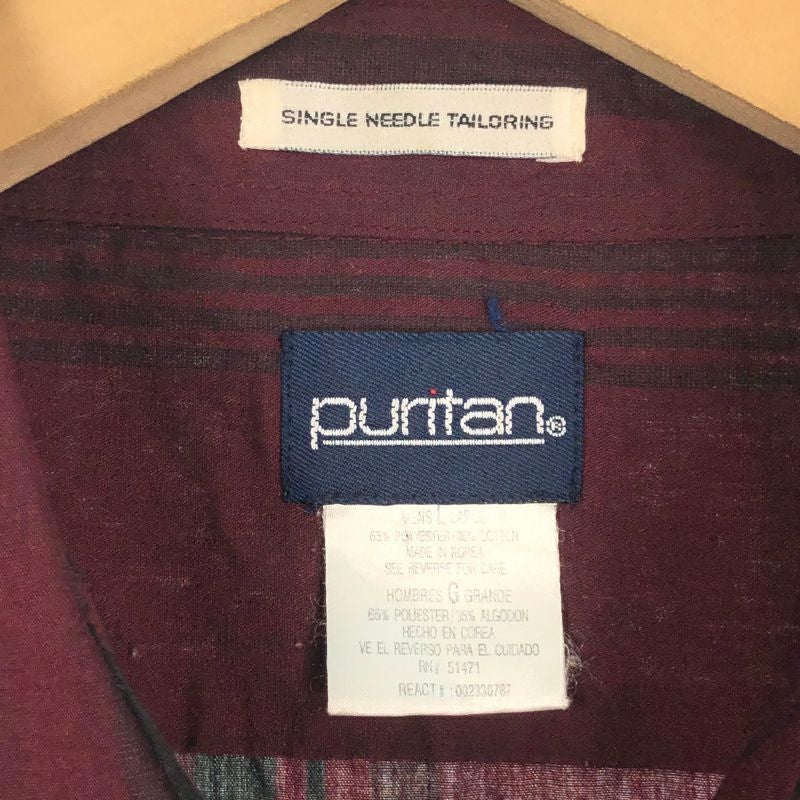 SINGLE NEEDLE TAILORING
puritan®
MENS L LARGE
65% POLYESTER/35% COTTON
MADE IN KOREA
SEE REVERSE FOR CARE
HOMBRES G GRANDE
65% POLIESTER/35% ALGODON
HECHO EN COREA
VE EL REVERSO PARA EL CUIDADO
RN# 51471
REACT#:002330787